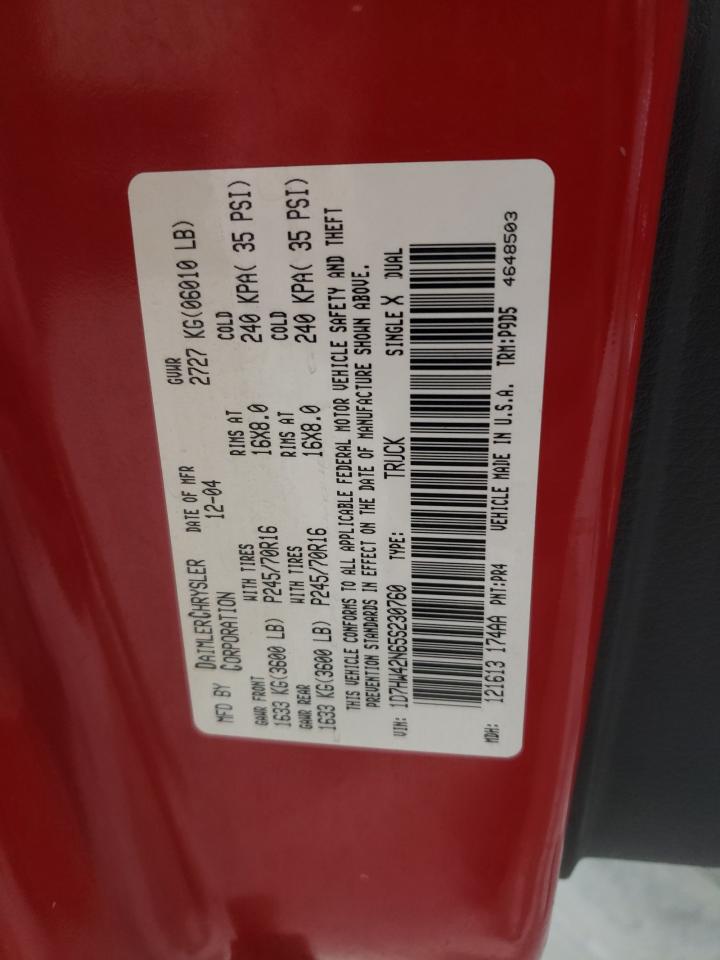 MFD BY DAIMLERCHRYSLER CORPORATION DATE OF MFR 12-04 GVWR 2727 KG(06010 LB)
GAWR FRONT WITH TIRES RIMS AT COLD
1633 KG(3600 LB) P245/70R16 16X8.0 240 KPA( 35 PSI)
GAWR REAR WITH TIRES RIMS AT COLD
1633 KG(3600 LB) P245/70R16 16X8.0 240 KPA( 35 PSI)
THIS VEHICLE CONFORMS TO ALL APPLICABLE FEDERAL MOTOR VEHICLE SAFETY AND THEFT
PREVENTION STANDARDS IN EFFECT ON THE DATE OF MANUFACTURE SHOWN ABOVE.
VIN: 1D7HW42N65S230760 TYPE: TRUCK SINGLE X DUAL
MDH: 121613 174AA PNT:PR4 VEHICLE MADE IN U.S.A. TRM:P9D5 4648503